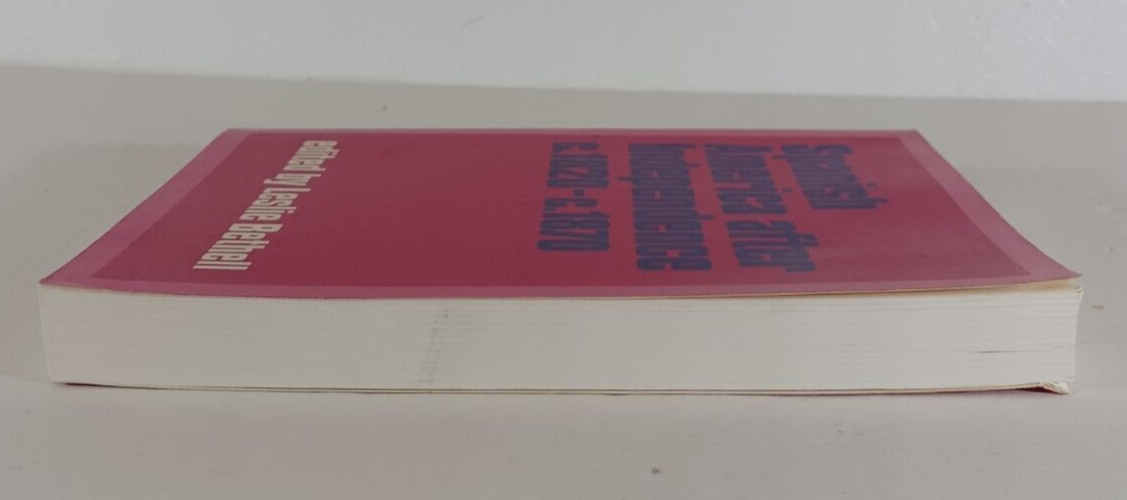 Spanish
America after
Independence
c.1820 - c.1870
edited by Leslie Bethell